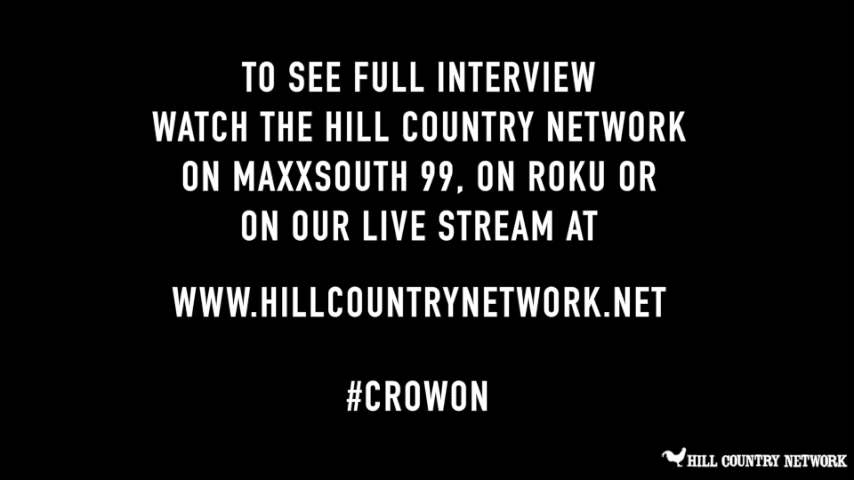 TO SEE FULL INTERVIEW
WATCH THE HILL COUNTRY NETWORK
ON MAXXSOUTH 99, ON ROKU OR
ON OUR LIVE STREAM AT
WWW.HILLCOUNTRYNETWORK.NET
#CROWON
HILL COUNTRY NETWORK